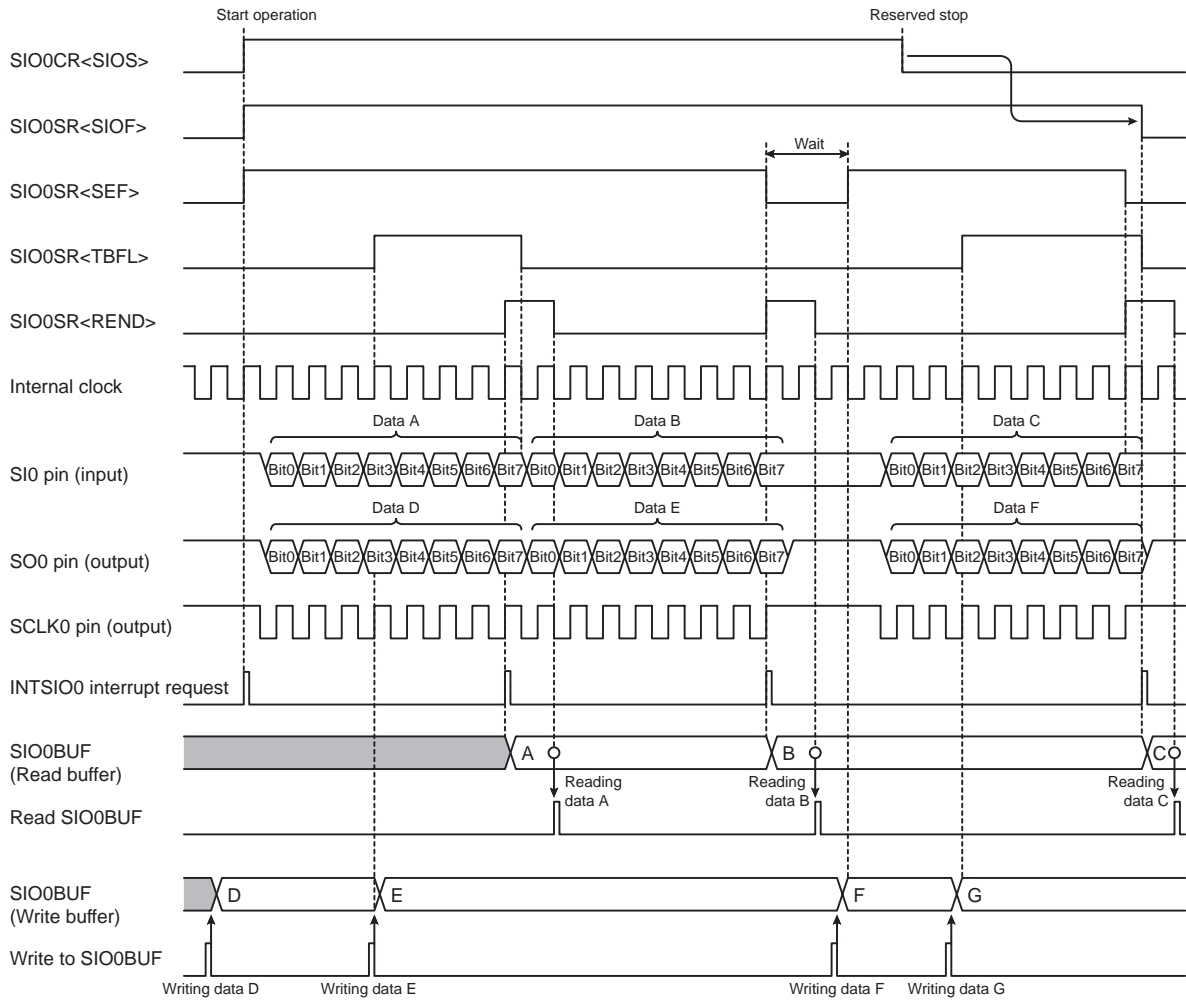 Start operation
Reserved stop
SIO0CR<SIOS>
SIO0SR<SIOF>
Wait
SIO0SR<SEF>
SIO0SR<TBFL>
SIO0SR<REND>
Internal clock
Data A
Data B
Data C
SI0 pin (input)
Bit0 Bit1 Bit2 Bit3 Bit4 Bit5 Bit6 Bit7 Bit0 Bit1 Bit2 Bit3 Bit4 Bit5 Bit6 Bit7 Bit0 Bit1 Bit2 Bit3 Bit4 Bit5 Bit6 Bit7
Data D
Data E
Data F
SO0 pin (output)
Bit0 Bit1 Bit2 Bit3 Bit4 Bit5 Bit6 Bit7 Bit0 Bit1 Bit2 Bit3 Bit4 Bit5 Bit6 Bit7 Bit0 Bit1 Bit2 Bit3 Bit4 Bit5 Bit6 Bit7
SCLK0 pin (output)
INTSIO0 interrupt request
SIO0BUF
(Read buffer)
A
B
C
Reading
data A
Reading
data B
Reading
data C
Read SIO0BUF
SIO0BUF
(Write buffer)
D
E
F
G
Write to SIO0BUF
Writing data D
Writing data E
Writing data F
Writing data G